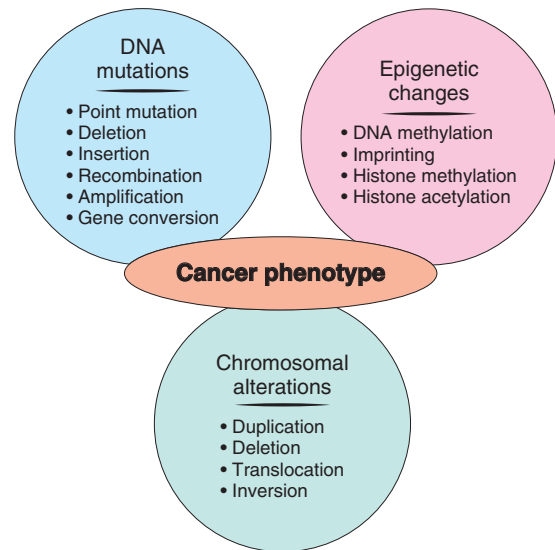 DNA
mutations
• Point mutation
• Deletion
• Insertion
• Recombination
• Amplification
• Gene conversion
Epigenetic
changes
• DNA methylation
• Imprinting
• Histone methylation
• Histone acetylation
Cancer phenotype
Chromosomal
alterations
• Duplication
• Deletion
• Translocation
• Inversion